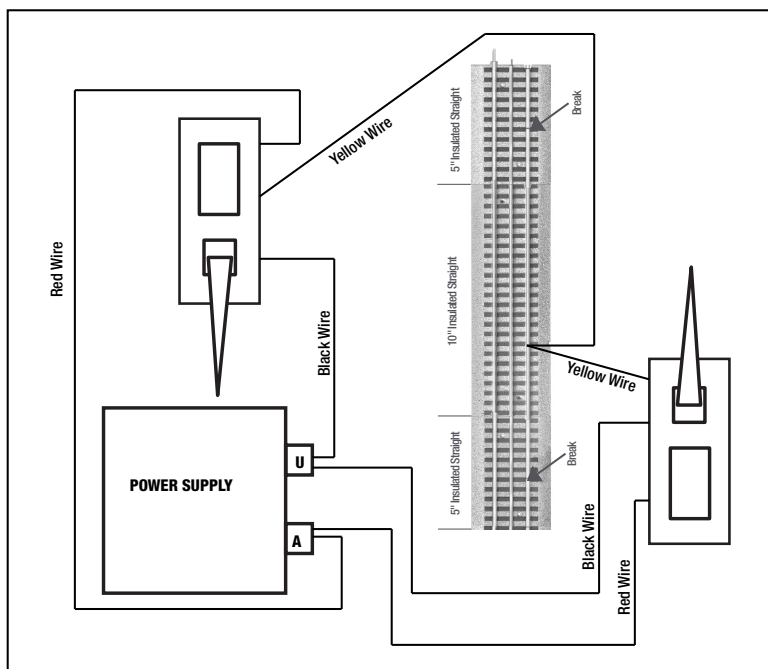 5" Insulated Straight
Break
Yellow Wire
Red Wire
10" Insulated Straight
Black Wire
Yellow Wire
U
POWER SUPPLY
5" Insulated Straight
Break
A
Black Wire
Red Wire